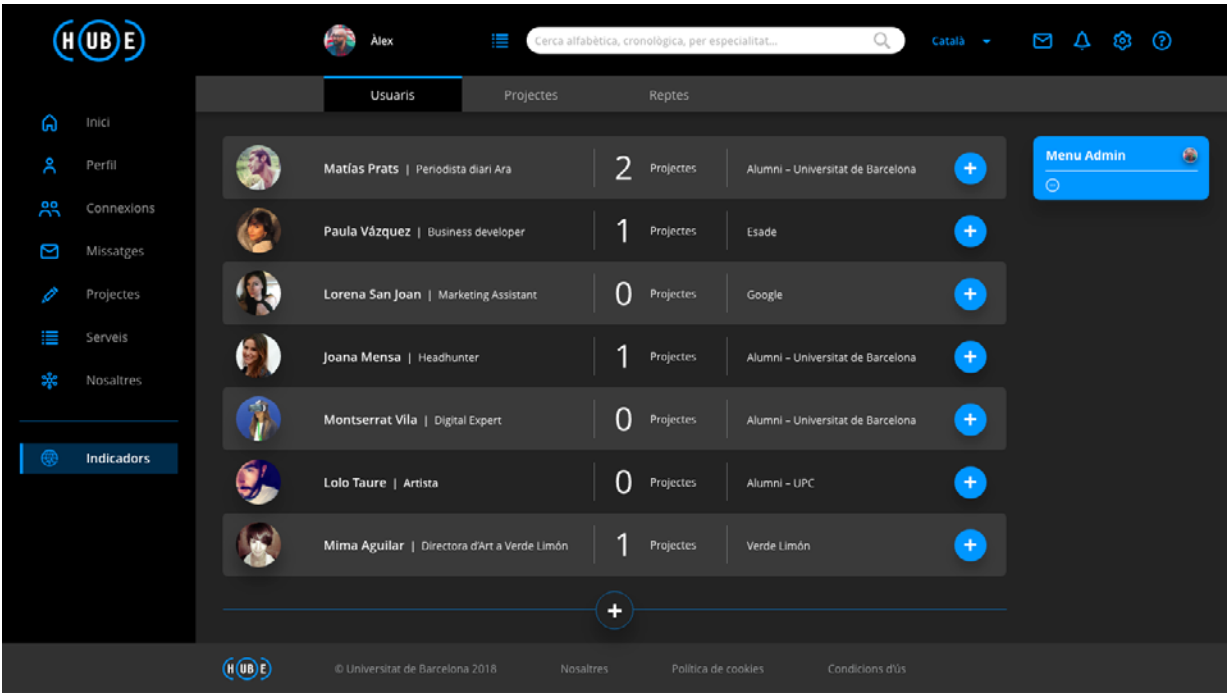 HUBE
Àlex
Cerca alfabètica, cronològica, per especialitat...
Català
Usuaris
Projectes
Reptes
Inici
Perfil
Connexions
Missatges
Projectes
Serveis
Nosaltres
Indicadors
Matías Prats | Periodista diari Ara 2 Projectes Alumni – Universitat de Barcelona +
Paula Vázquez | Business developer 1 Projectes Esade +
Lorena San Joan | Marketing Assistant 0 Projectes Google +
Joana Mensa | Headhunter 1 Projectes Alumni – Universitat de Barcelona +
Montserrat Vila | Digital Expert 0 Projectes Alumni – Universitat de Barcelona +
Lolo Taure | Artista 0 Projectes Alumni – UPC +
Mima Aguilar | Directora d'Art a Verde Limón 1 Projectes Verde Limón +
+
Menu Admin
HUBE
© Universitat de Barcelona 2018
Nosaltres
Política de cookies
Condicions d'ús